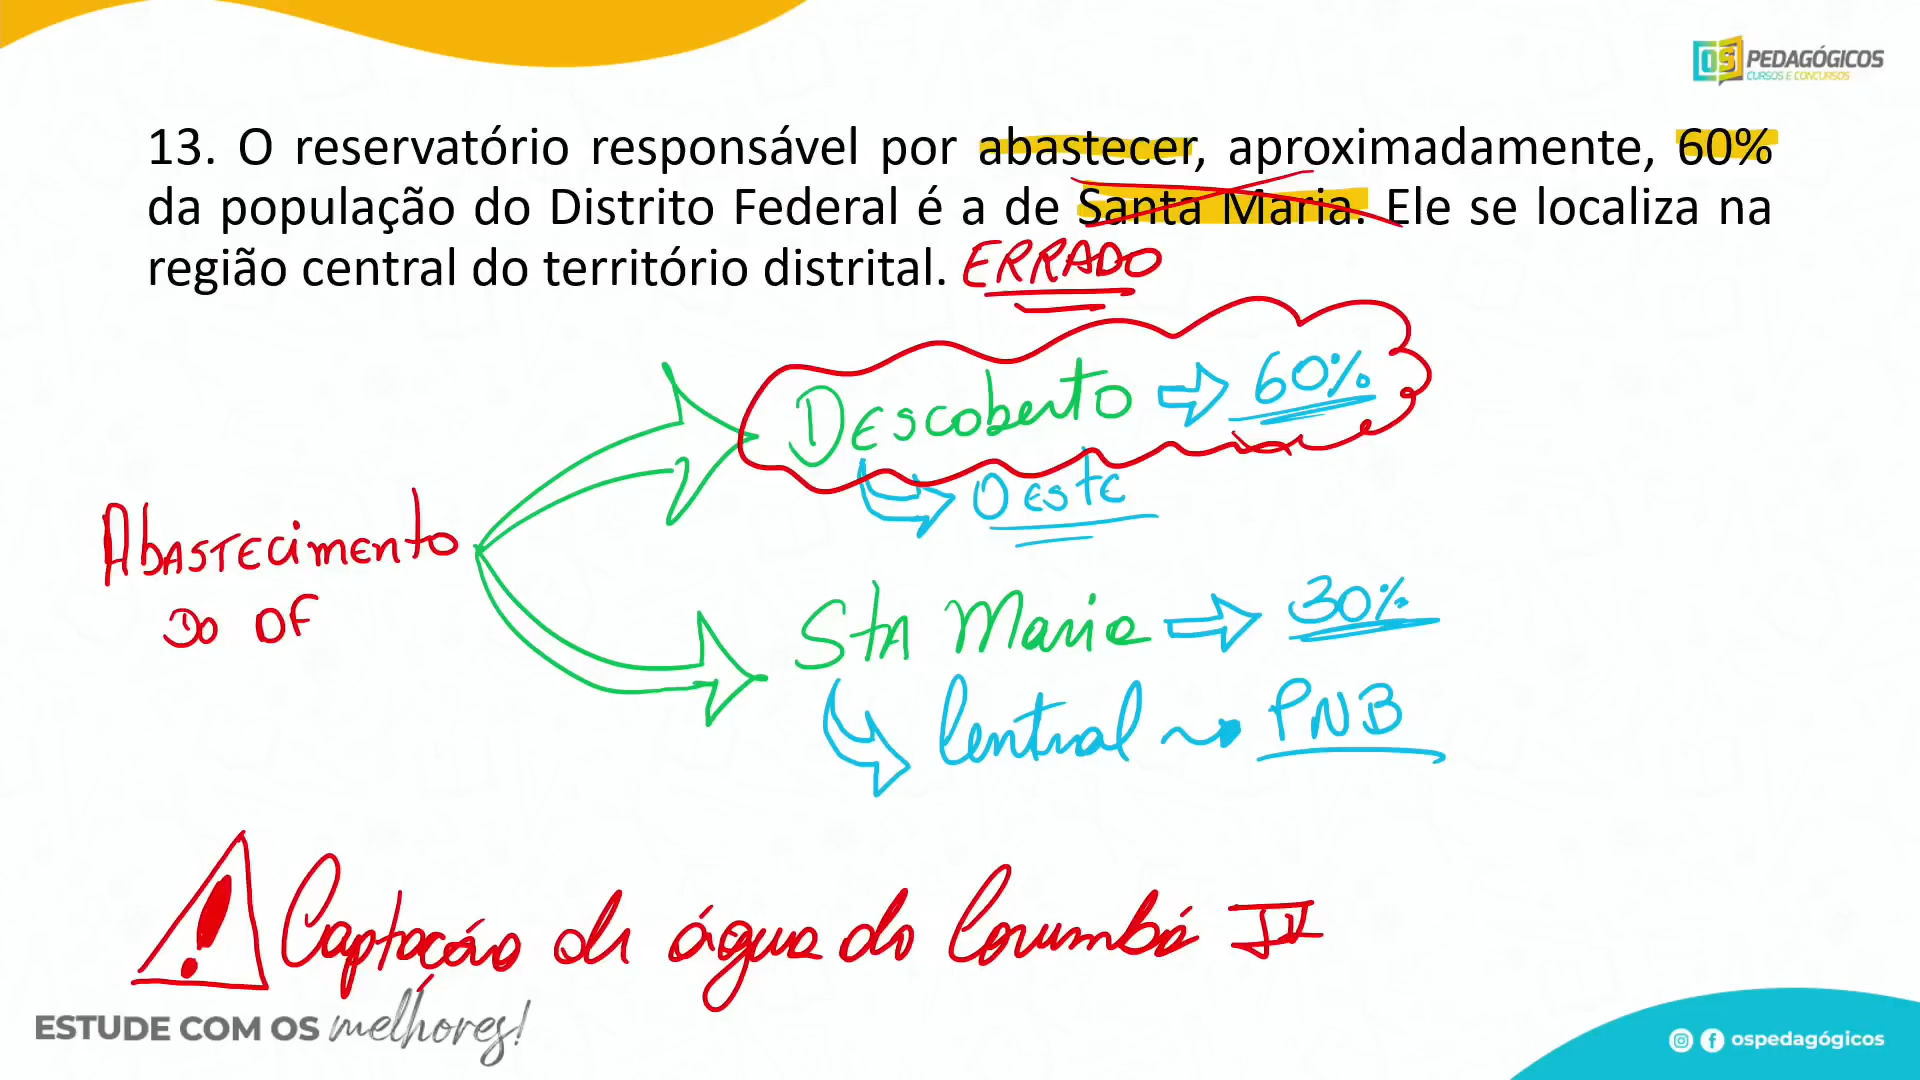 OS PEDAGÓGICOS
CURSOS E CONCURSOS
13. O reservatório responsável por abastecer, aproximadamente, 60%
da população do Distrito Federal é a de Santa Maria. Ele se localiza na
região central do território distrital. ERRADO
Descoberto 60%
Oeste
Abastecimento
do DF
Sta Maria 30%
Central PNB
! Captação de água do Corumbá IV
ESTUDE COM OS melhores!
ospedagógicos